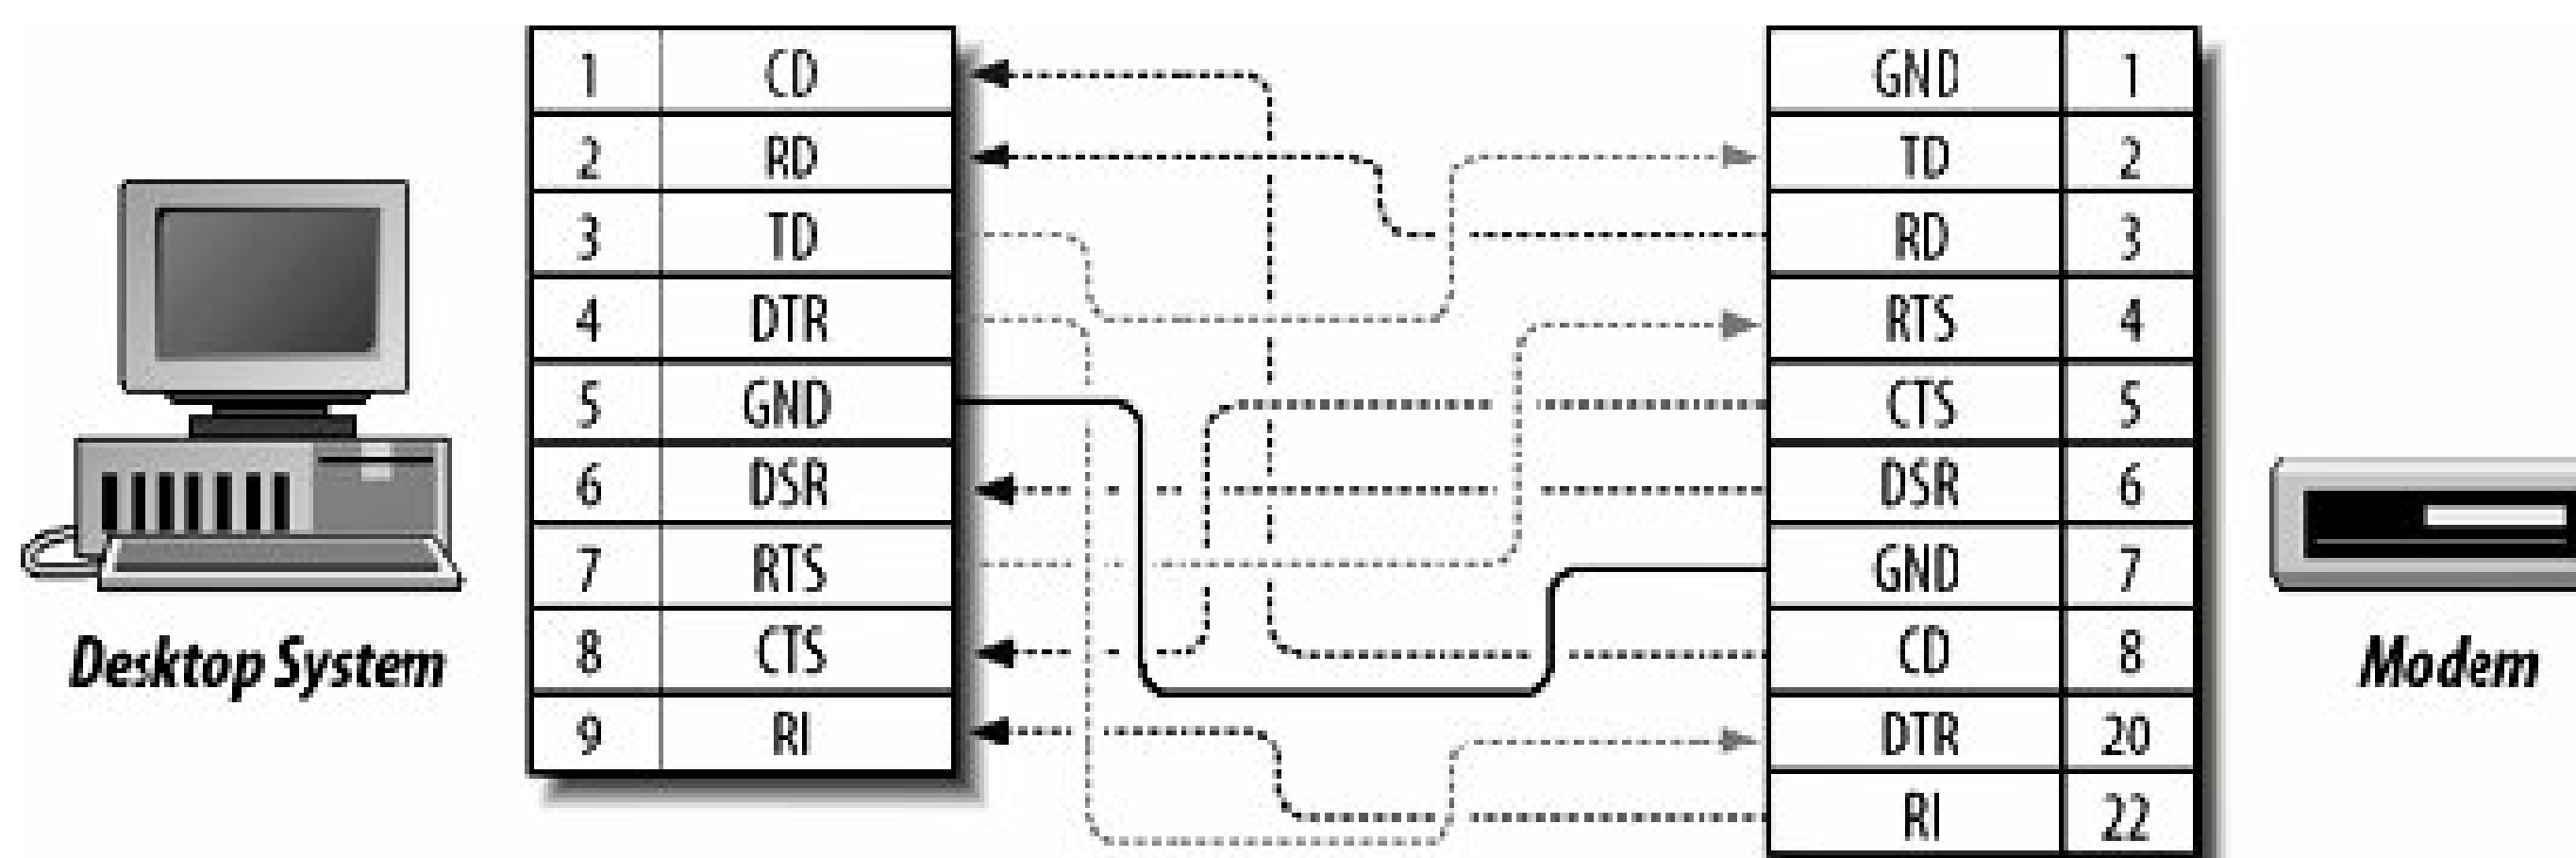 1 CD
2 RD
3 TD
4 DTR
5 GND
6 DSR
7 RTS
8 CTS
9 RI
Desktop System
GND 1
TD 2
RD 3
RTS 4
CTS 5
DSR 6
GND 7
CD 8
DTR 20
RI 22
Modem